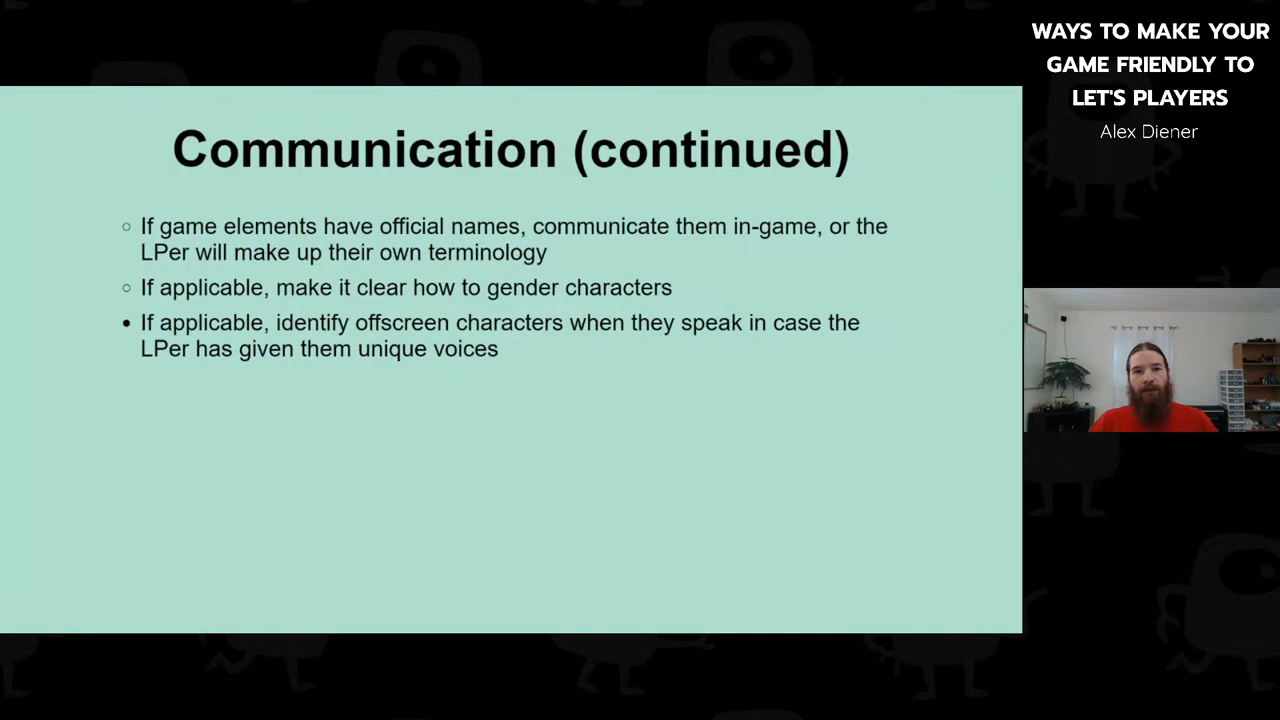 WAYS TO MAKE YOUR
GAME FRIENDLY TO
LET'S PLAYERS
Alex Diener
Communication (continued)
If game elements have official names, communicate them in-game, or the
LPer will make up their own terminology
If applicable, make it clear how to gender characters
If applicable, identify offscreen characters when they speak in case the
LPer has given them unique voices